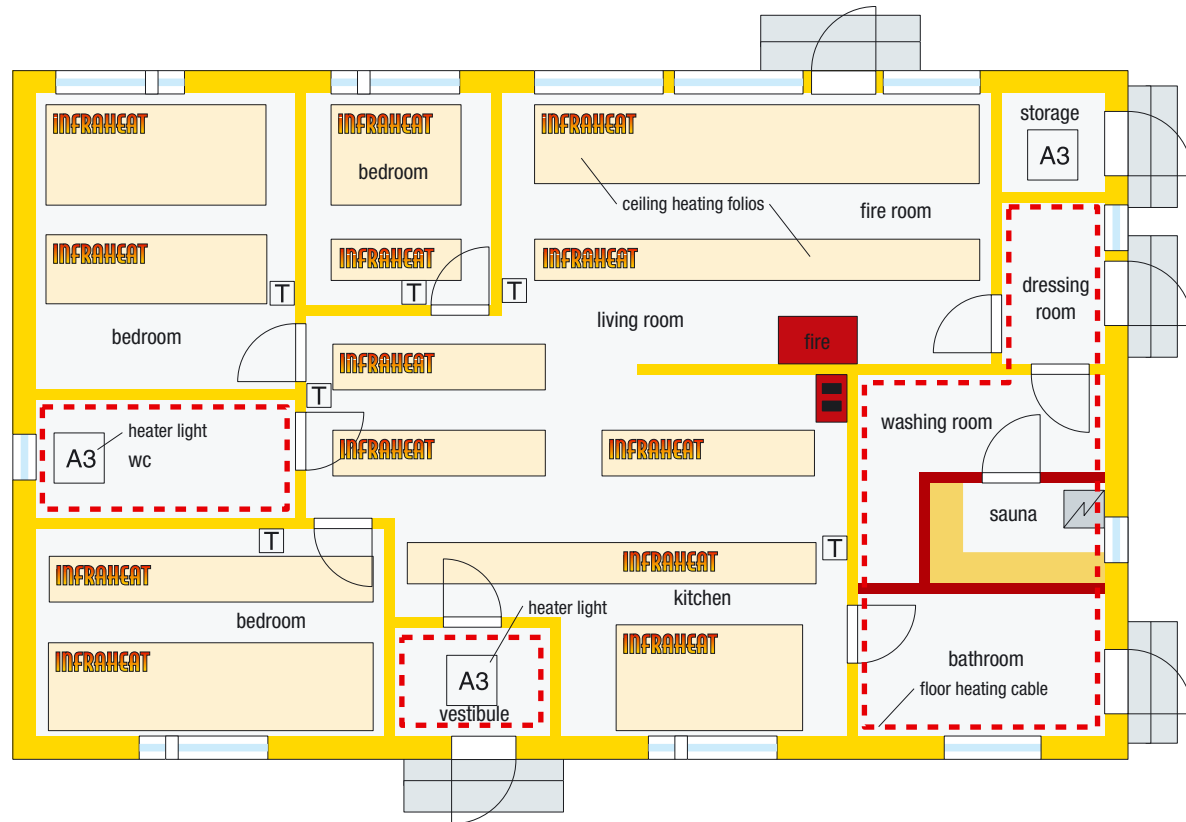 INFRAHEAT
INFRAHEAT
INFRAHEAT
storage
A3
bedroom
ceiling heating folios
fire room
INFRAHEAT
INFRAHEAT
INFRAHEAT
T
T
T
dressing
room
bedroom
living room
fire
INFRAHEAT
T
heater light
A3
wc
INFRAHEAT
INFRAHEAT
washing room
sauna
T
T
INFRAHEAT
INFRAHEAT
kitchen
heater light
bedroom
INFRAHEAT
INFRAHEAT
A3
vestibule
bathroom
floor heating cable